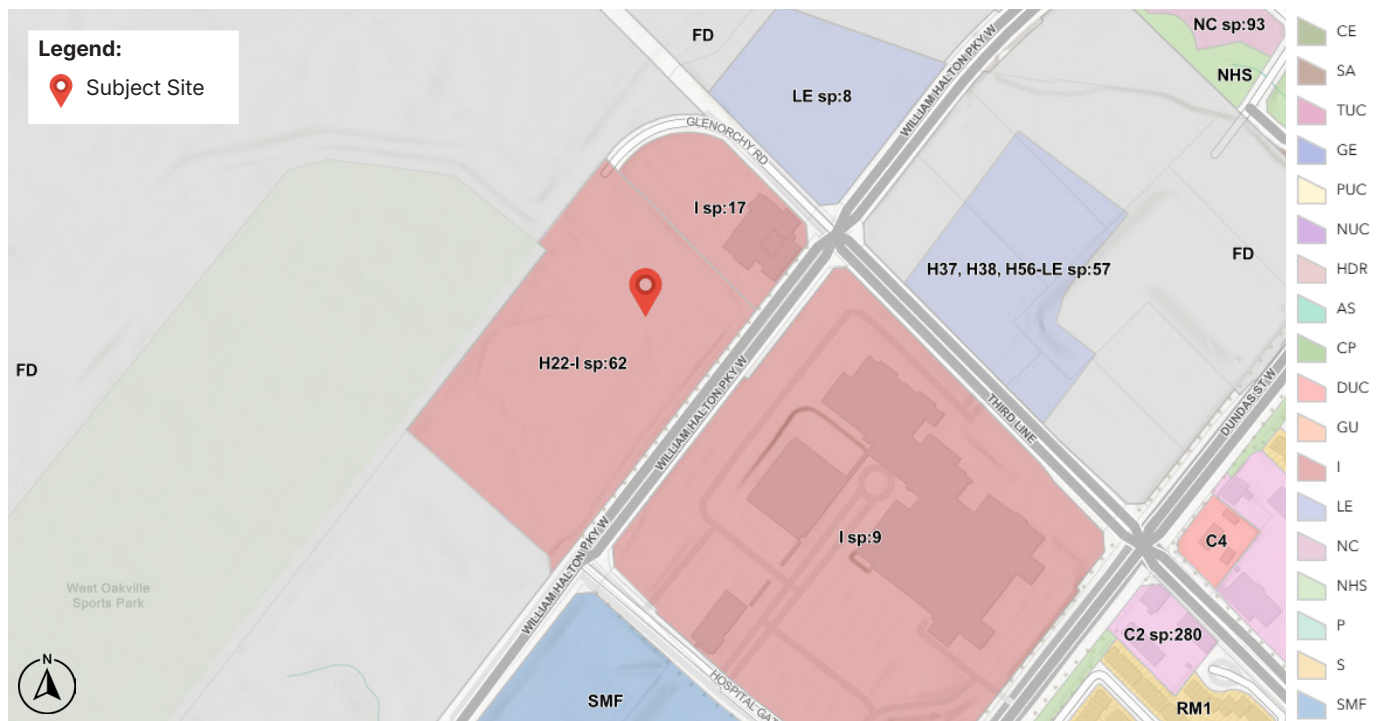 Legend:
Subject Site
FD
NC sp:93
NHS
LE sp:8
WILLIAM HALTON PKY W
GLENORCHY RD
I sp:17
H37, H38, H56-LE sp:57
FD
FD
H22-I sp:62
WILLIAM HALTON PKY W
THIRD LINE
DUNDAS ST W
I sp:9
C4
WILLIAM HALTON PKY W
West Oakville
Sports Park
C2 sp:280
N
SMF
HOSPITAL GAT
RM1
CE
SA
TUC
GE
PUC
NUC
HDR
AS
CP
DUC
GU
I
LE
NC
NHS
P
S
SMF